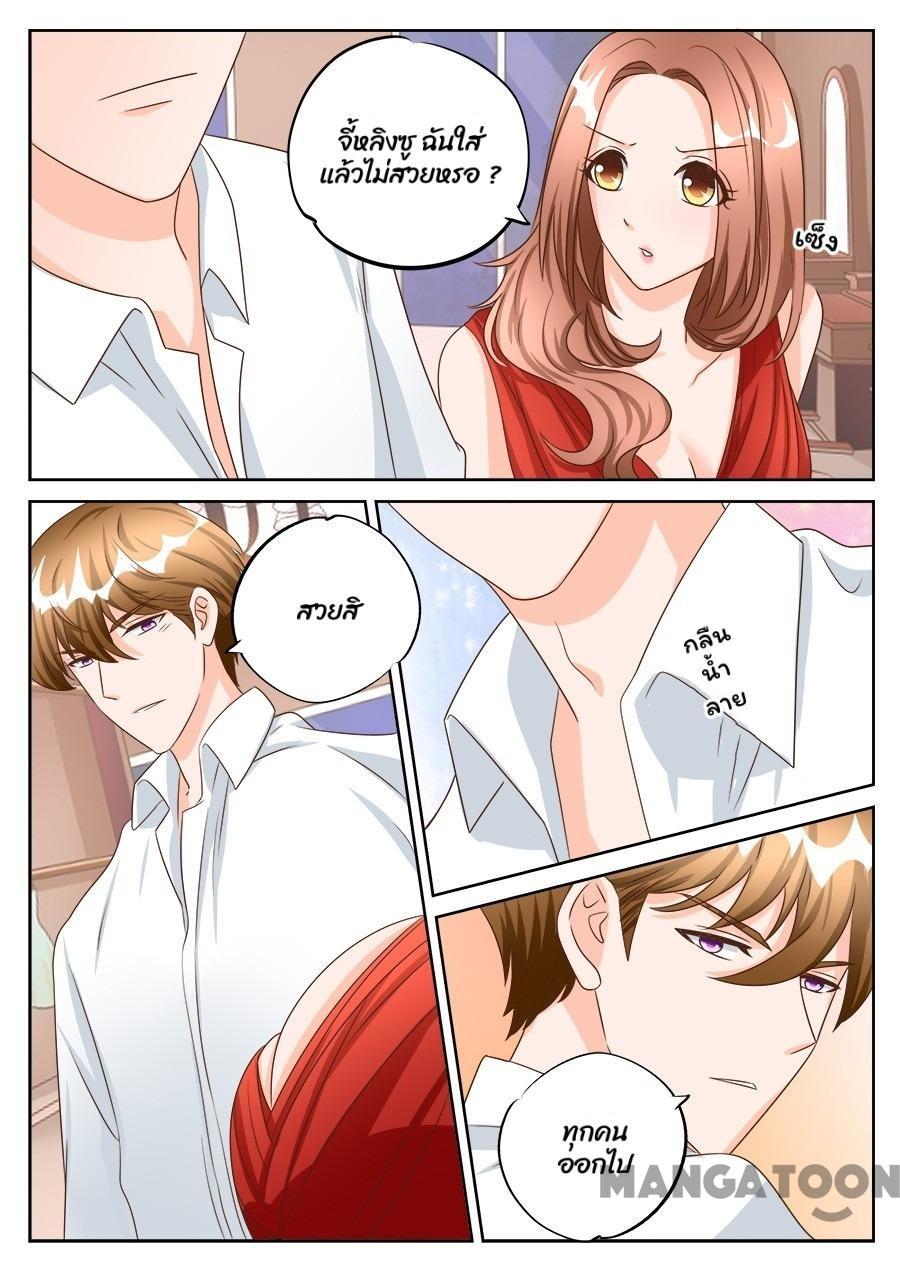 จี้หลิงซู ฉันใส่
แล้วไม่สวยหรอ ?
เซ็ง
สวยสิ
กลืน
น้ำ
ลาย
ทุกคน
ออกไป
MANGATOON